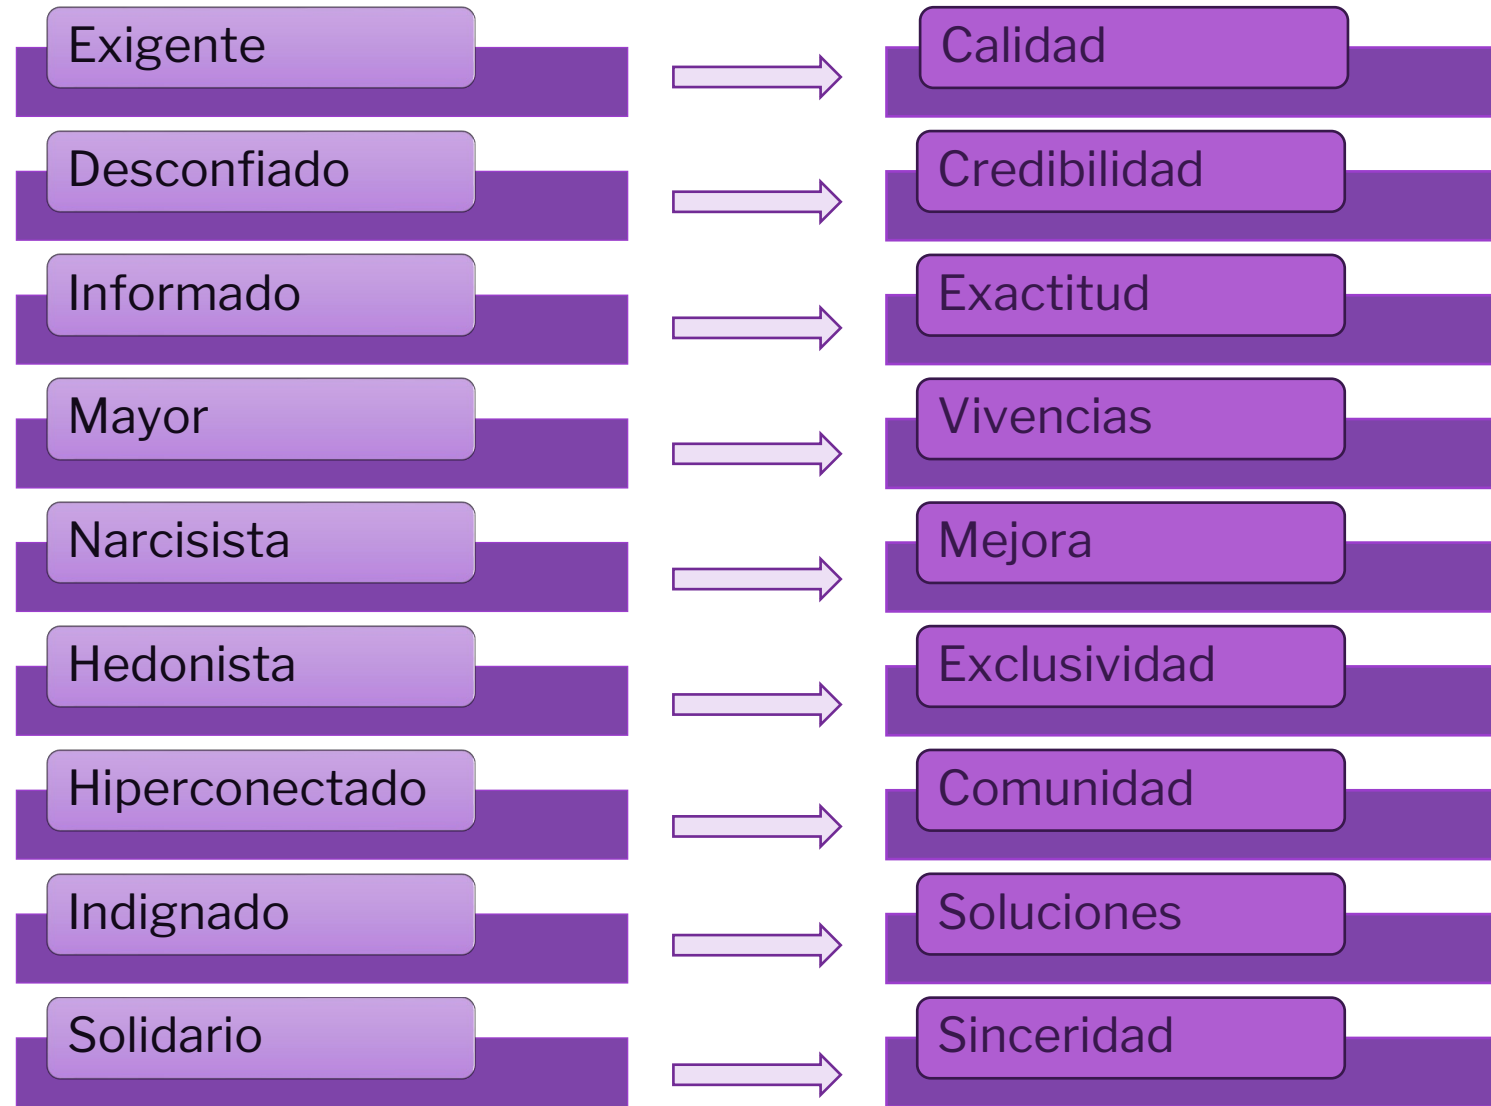 Exigente
Calidad
Desconfiado
Credibilidad
Informado
Exactitud
Mayor
Vivencias
Narcisista
Mejora
Hedonista
Exclusividad
Hiperconectado
Comunidad
Indignado
Soluciones
Solidario
Sinceridad